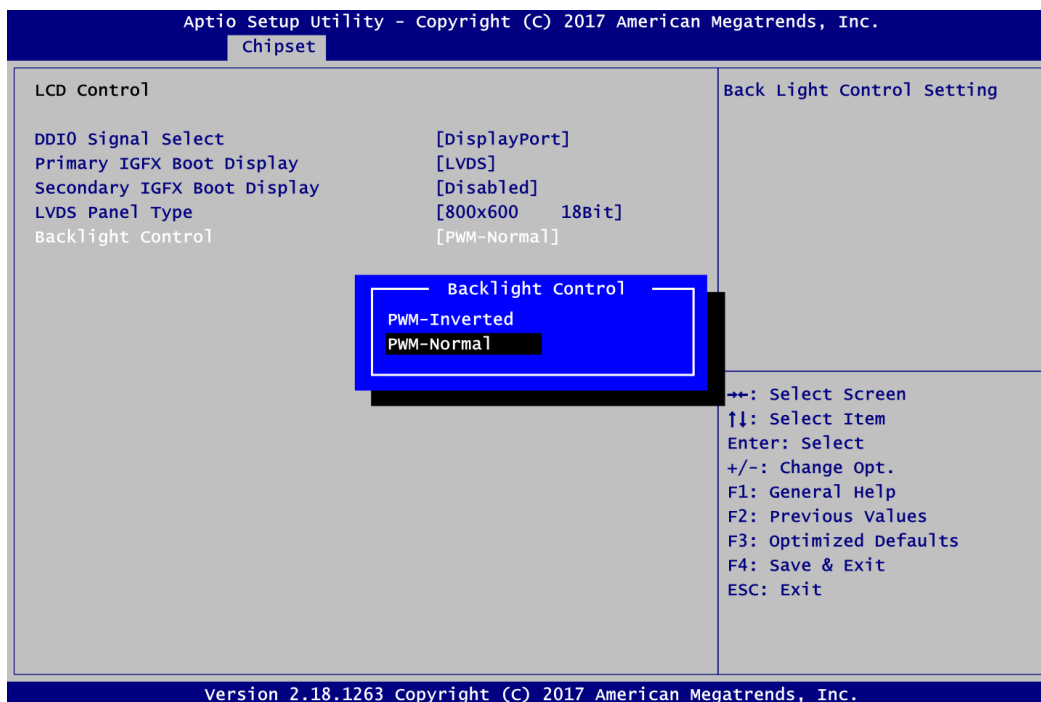 Aptio Setup Utility - Copyright (C) 2017 American Megatrends, Inc.
Chipset
LCD Control
DDI0 Signal Select [DisplayPort]
Primary IGFX Boot Display [LVDS]
Secondary IGFX Boot Display [Disabled]
LVDS Panel Type [800x600 18Bit]
Backlight Control [PWM-Normal]
Backlight Control
PWM-Inverted
PWM-Normal
Back Light Control Setting
→←: Select Screen
↑↓: Select Item
Enter: Select
+/-: Change Opt.
F1: General Help
F2: Previous Values
F3: Optimized Defaults
F4: Save & Exit
ESC: Exit
Version 2.18.1263 Copyright (C) 2017 American Megatrends, Inc.